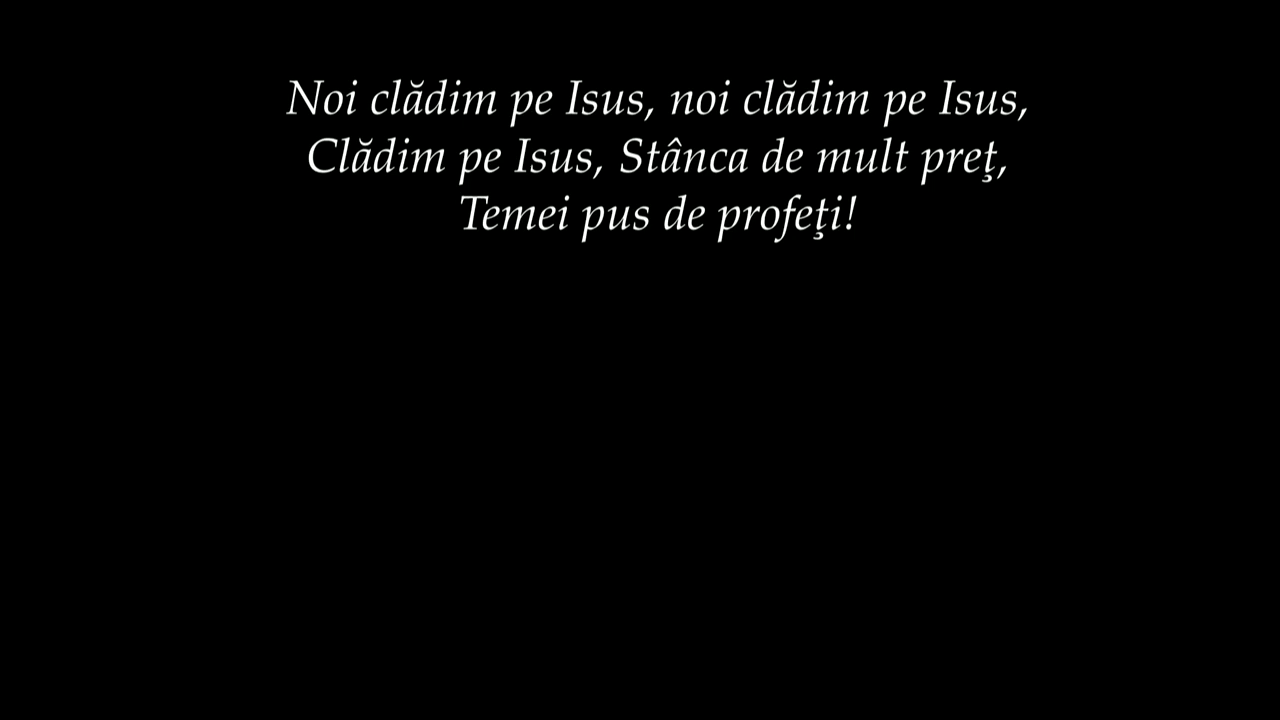 Noi clădim pe Isus, noi clădim pe Isus,
Clădim pe Isus, Stânca de mult preţ,
Temei pus de profeţi!